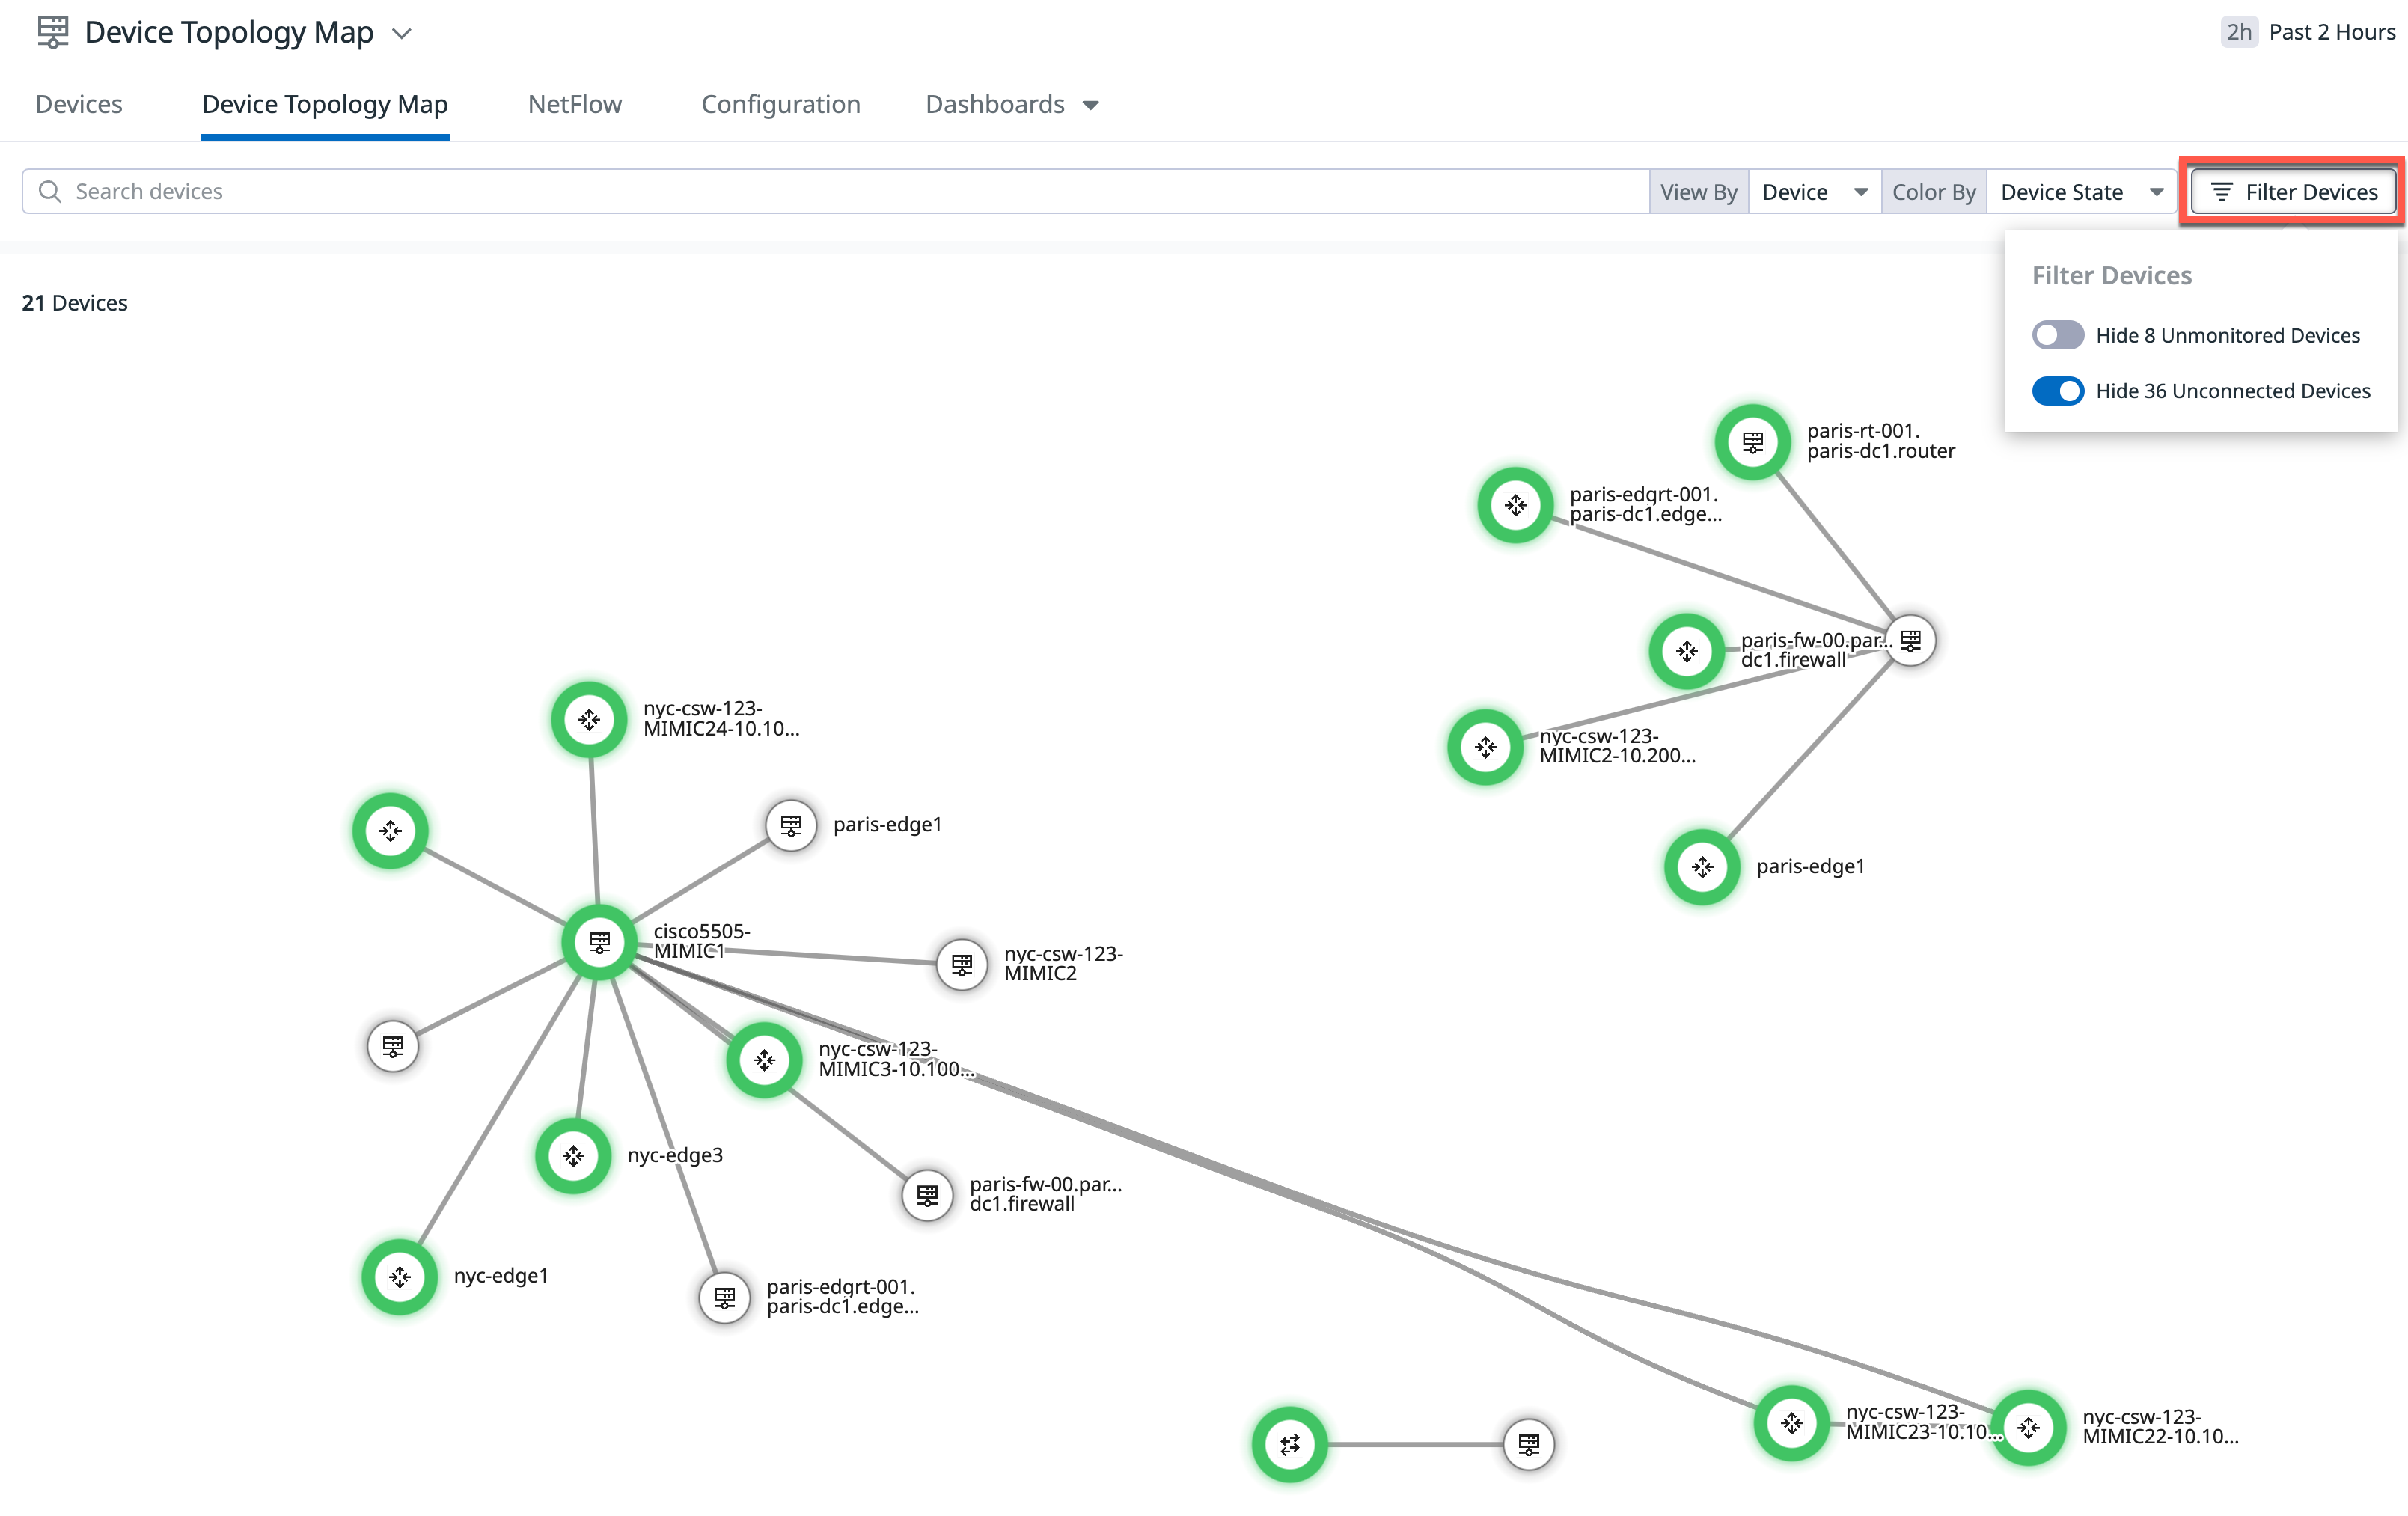 Device Topology Map
2h Past 2 Hours
Devices
Device Topology Map
NetFlow
Configuration
Dashboards
Search devices
View By
Device
Color By
Device State
Filter Devices
Filter Devices
Hide 8 Unmonitored Devices
Hide 36 Unconnected Devices
21 Devices
paris-rt-001.
paris-dc1.router
paris-edgrt-001.
paris-dc1.edge...
paris-fw-00.par...
dc1.firewall
nyc-csw-123-
MIMIC2-10.200...
paris-edge1
nyc-csw-123-
MIMIC24-10.10...
paris-edge1
cisco5505-
MIMIC1
nyc-csw-123-
MIMIC2
nyc-csw-123-
MIMIC3-10.100...
nyc-edge3
paris-fw-00.par...
dc1.firewall
nyc-edge1
paris-edgrt-001.
paris-dc1.edge...
nyc-csw-123-
MIMIC23-10.10...
nyc-csw-123-
MIMIC22-10.10...